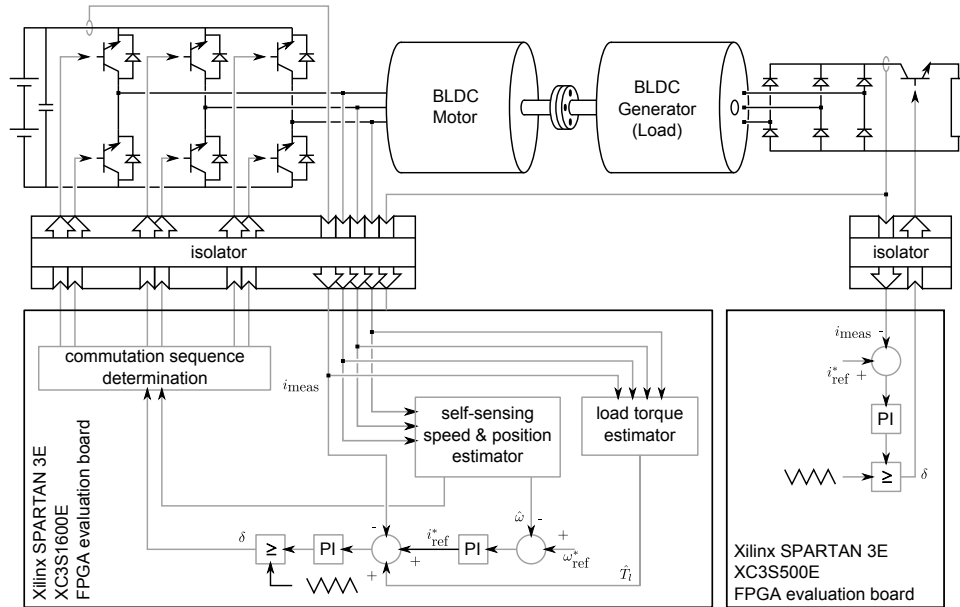 BLDC
Motor
BLDC
Generator
(Load)
isolator
isolator
commutation sequence
determination
i_meas
self-sensing
speed & position
estimator
load torque
estimator
i_meas
-
i*_ref
+
PI
≥
δ
ω̂
-
-
i*_ref
+
δ
≥
PI
+
+
PI
ω*_ref
T̂_l
Xilinx SPARTAN 3E
XC3S1600E
FPGA evaluation board
Xilinx SPARTAN 3E
XC3S500E
FPGA evaluation board